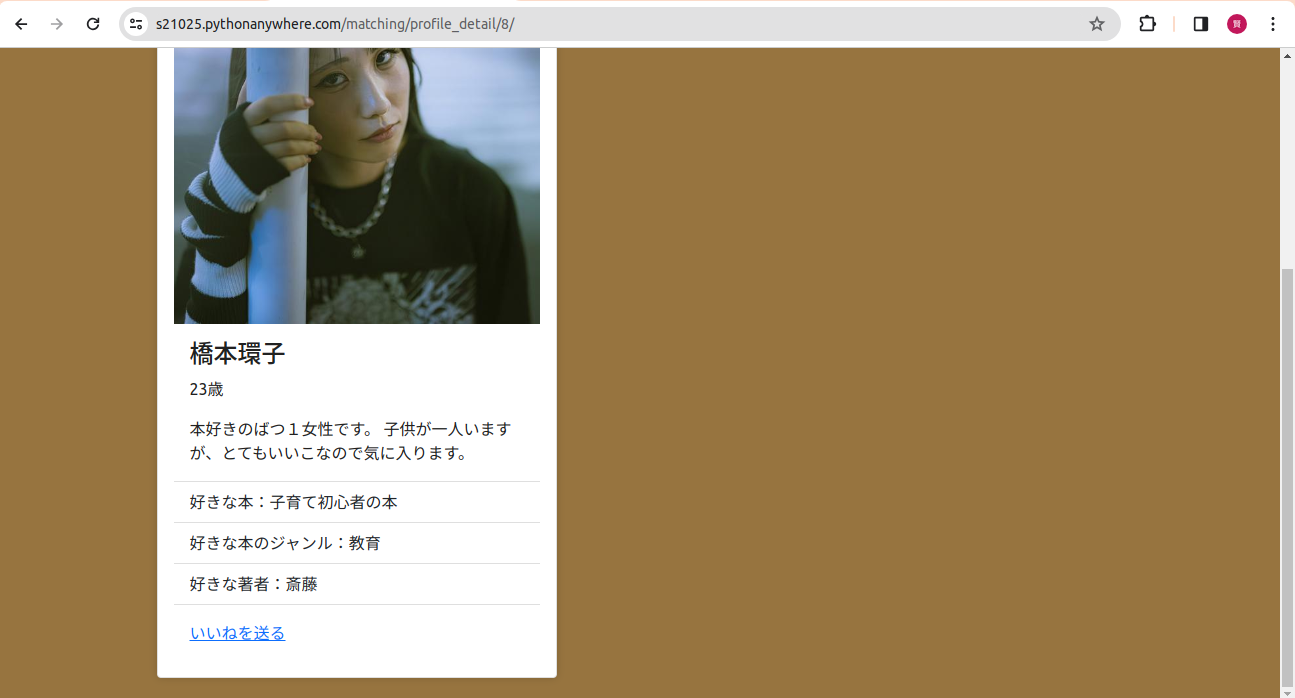 s21025.pythonanywhere.com/matching/profile_detail/8/
賢
橋本環子
23歳
本好きのばつ１女性です。 子供が一人います
が、とてもいいこなので気に入ります。
好きな本：子育て初心者の本
好きな本のジャンル：教育
好きな著者：斎藤
いいねを送る